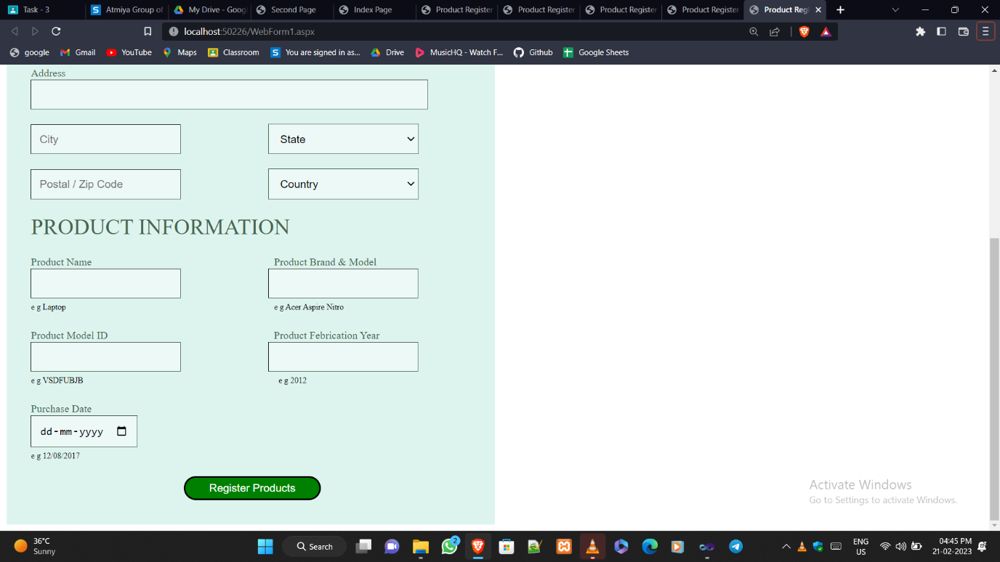 Task - 3
Atmiya Group of
My Drive - Goog
Second Page
Index Page
Product Register
Product Register
Product Register
Product Register
Product Regi
localhost:50226/WebForm1.aspx
google
Gmail
YouTube
Maps
Classroom
You are signed in as...
Drive
MusicHQ - Watch F...
Github
Google Sheets
Address
City
State
Postal / Zip Code
Country
PRODUCT INFORMATION
Product Name
Product Brand & Model
e g Laptop
e g Acer Aspire Nitro
Product Model ID
Product Febrication Year
e g VSDFUBJB
e g 2012
Purchase Date
dd-mm-yyyy
e g 12/08/2017
Register Products
Activate Windows
Go to Settings to activate Windows.
36°C
Sunny
Search
2
ENG
US
04:45 PM
21-02-2023